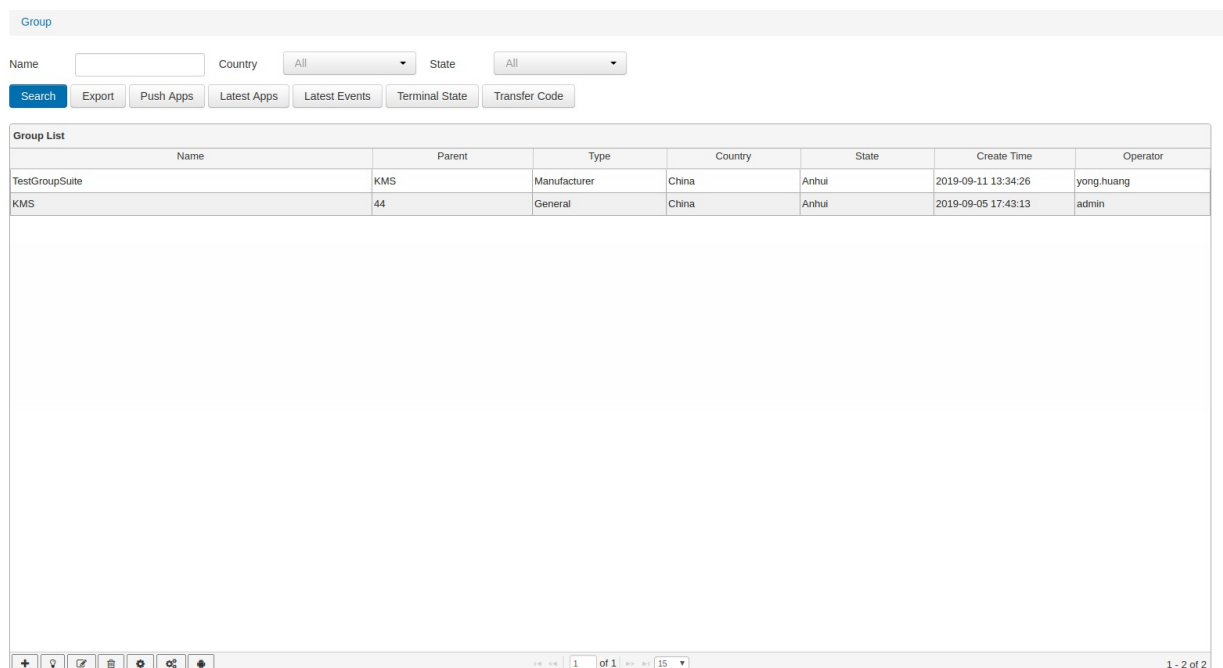 Group
Name Country All State All
Search Export Push Apps Latest Apps Latest Events Terminal State Transfer Code
Group List
Name Parent Type Country State Create Time Operator
TestGroupSuite KMS Manufacturer China Anhui 2019-09-11 13:34:26 yong.huang
KMS 44 General China Anhui 2019-09-05 17:43:13 admin
1 of 1 15 1 - 2 of 2